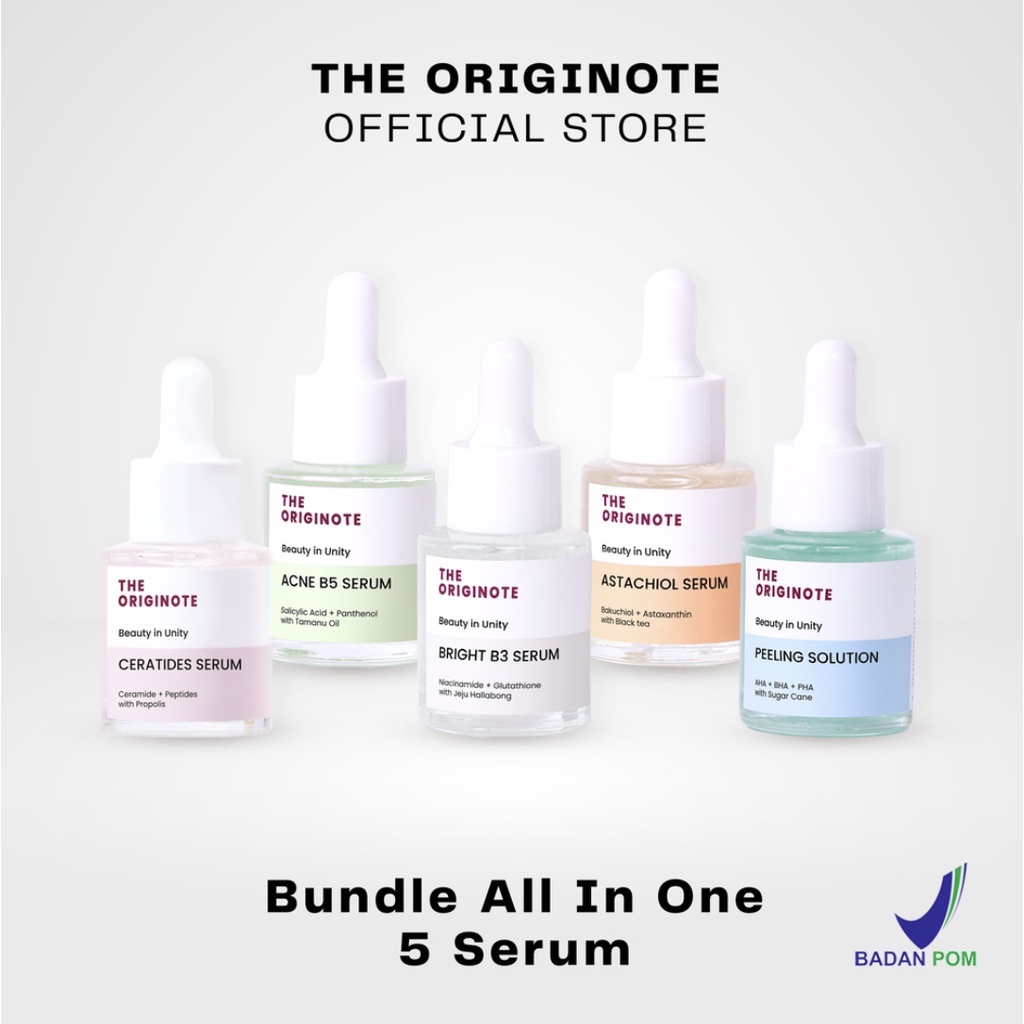 THE ORIGINOTE
OFFICIAL STORE
THE
ORIGINOTE
Beauty in Unity
CERATIDES SERUM
Ceramide + Peptides
with Propolis
THE
ORIGINOTE
Beauty in Unity
ACNE B5 SERUM
Salicylic Acid + Panthenol
with Tamanu Oil
THE
ORIGINOTE
Beauty in Unity
BRIGHT B3 SERUM
Niacinamide + Glutathione
with Jeju Hallabong
THE
ORIGINOTE
Beauty in Unity
ASTACHIOL SERUM
Bakuchiol + Astaxanthin
with Black tea
THE
ORIGINOTE
Beauty in Unity
PEELING SOLUTION
AHA + BHA + PHA
with Sugar Cane
Bundle All In One
5 Serum
BADAN POM